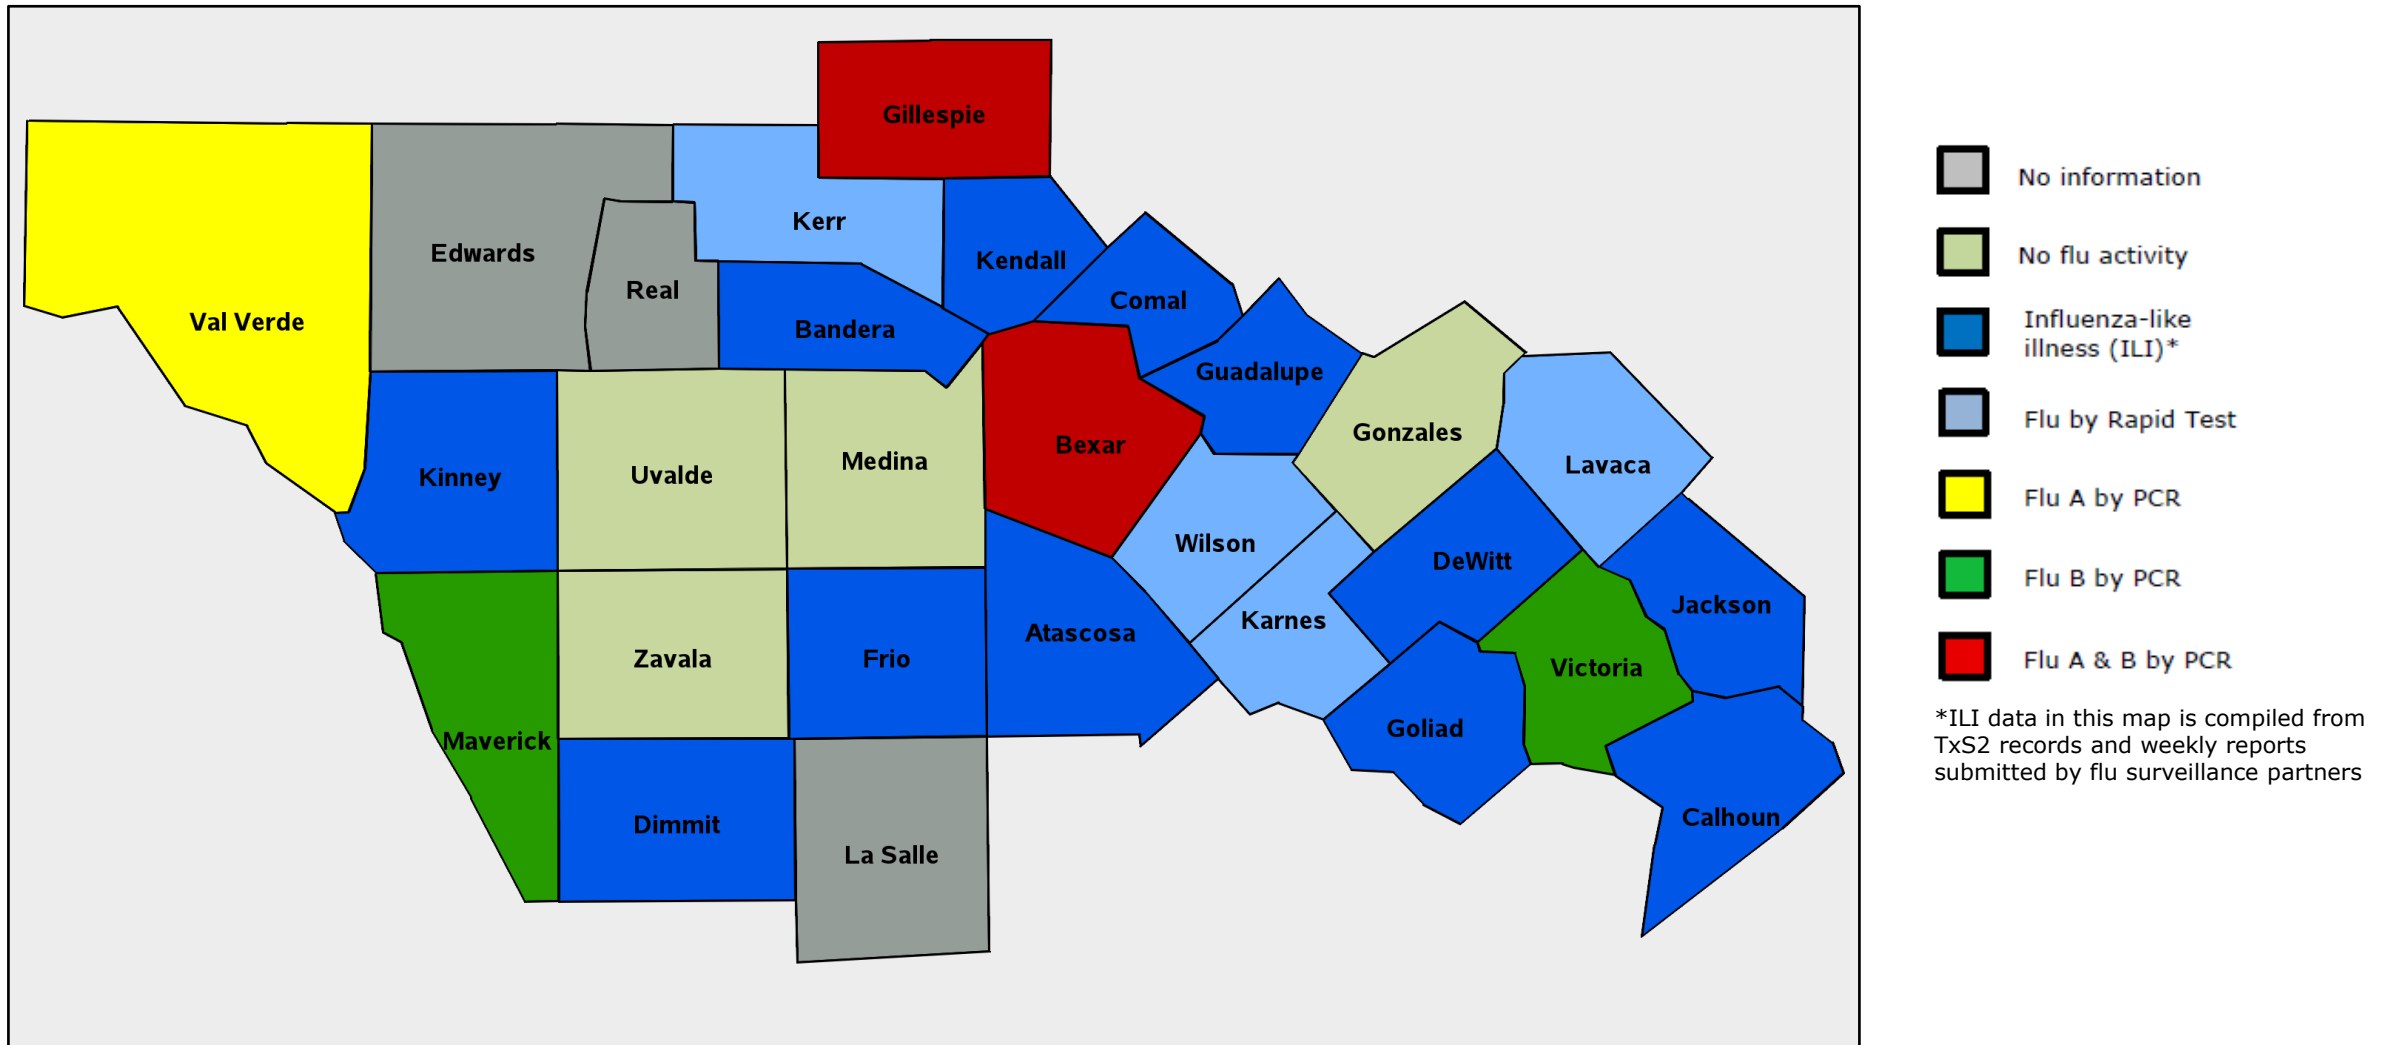 Gillespie
Kerr
Edwards
Kendall
Real
Comal
Val Verde
Bandera
Guadalupe
Gonzales
Bexar
Medina
Lavaca
Uvalde
Kinney
Wilson
DeWitt
Jackson
Karnes
Atascosa
Zavala
Frio
Victoria
Goliad
Maverick
Calhoun
Dimmit
La Salle
No information
No flu activity
Influenza-like
illness (ILI)*
Flu by Rapid Test
Flu A by PCR
Flu B by PCR
Flu A & B by PCR
*ILI data in this map is compiled from
TxS2 records and weekly reports
submitted by flu surveillance partners